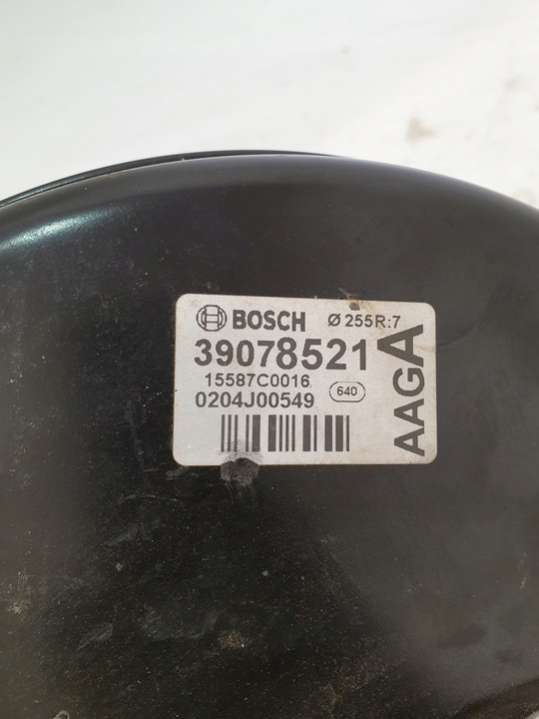 BOSCH Ø 255R:7
39078521
15587C0016
640
0204J00549
AAGA